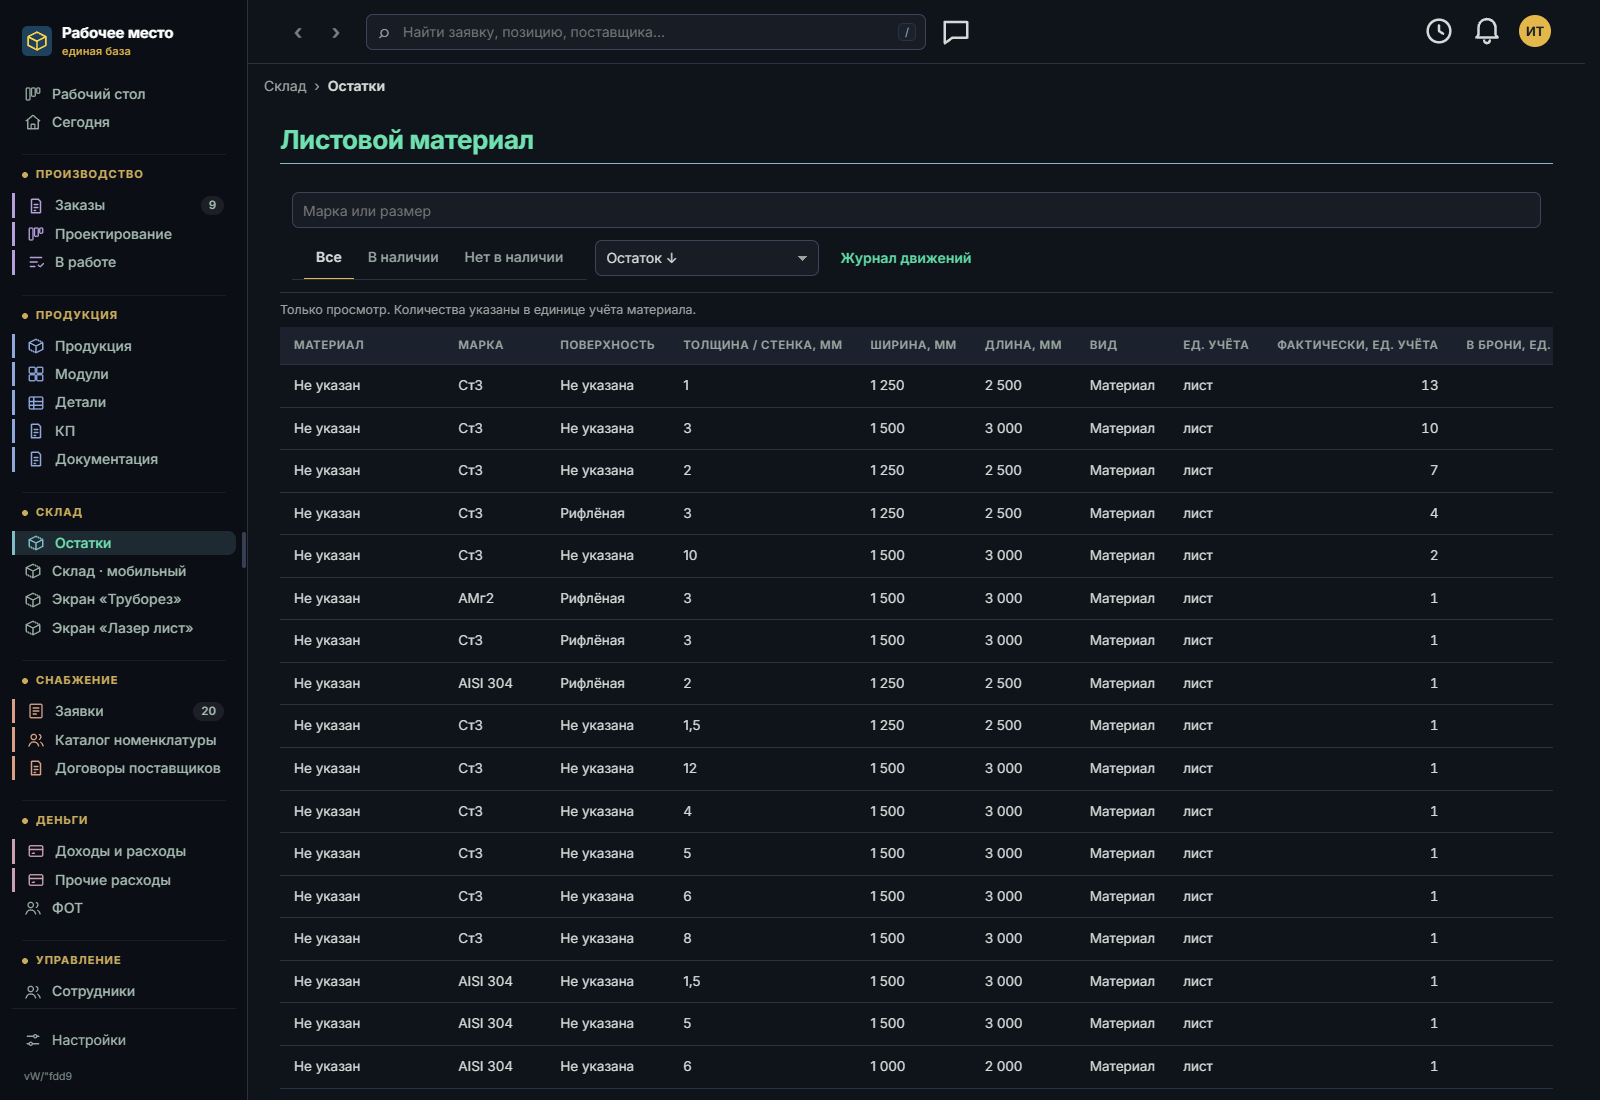 Рабочее место
единая база
Рабочий стол
Сегодня
ПРОИЗВОДСТВО
Заказы 9
Проектирование
В работе
ПРОДУКЦИЯ
Продукция
Модули
Детали
КП
Документация
СКЛАД
Остатки
Склад · мобильный
Экран «Труборез»
Экран «Лазер лист»
СНАБЖЕНИЕ
Заявки 20
Каталог номенклатуры
Договоры поставщиков
ДЕНЬГИ
Доходы и расходы
Прочие расходы
ФОТ
УПРАВЛЕНИЕ
Сотрудники
Настройки
vW/"fdd9
Найти заявку, позицию, поставщика... /
ИТ
Склад › Остатки
Листовой материал
Марка или размер
Все В наличии Нет в наличии Остаток ↓ Журнал движений
Только просмотр. Количества указаны в единице учёта материала.
МАТЕРИАЛ МАРКА ПОВЕРХНОСТЬ ТОЛЩИНА / СТЕНКА, ММ ШИРИНА, ММ ДЛИНА, ММ ВИД ЕД. УЧЁТА ФАКТИЧЕСКИ, ЕД. УЧЁТА В БРОНИ, ЕД.
Не указан Ст3 Не указана 1 1 250 2 500 Материал лист 13
Не указан Ст3 Не указана 3 1 500 3 000 Материал лист 10
Не указан Ст3 Не указана 2 1 250 2 500 Материал лист 7
Не указан Ст3 Рифлёная 3 1 250 2 500 Материал лист 4
Не указан Ст3 Не указана 10 1 500 3 000 Материал лист 2
Не указан АМг2 Рифлёная 3 1 500 3 000 Материал лист 1
Не указан Ст3 Рифлёная 3 1 500 3 000 Материал лист 1
Не указан AISI 304 Рифлёная 2 1 250 2 500 Материал лист 1
Не указан Ст3 Не указана 1,5 1 250 2 500 Материал лист 1
Не указан Ст3 Не указана 12 1 500 3 000 Материал лист 1
Не указан Ст3 Не указана 4 1 500 3 000 Материал лист 1
Не указан Ст3 Не указана 5 1 500 3 000 Материал лист 1
Не указан Ст3 Не указана 6 1 500 3 000 Материал лист 1
Не указан Ст3 Не указана 8 1 500 3 000 Материал лист 1
Не указан AISI 304 Не указана 1,5 1 500 3 000 Материал лист 1
Не указан AISI 304 Не указана 5 1 500 3 000 Материал лист 1
Не указан AISI 304 Не указана 6 1 000 2 000 Материал лист 1